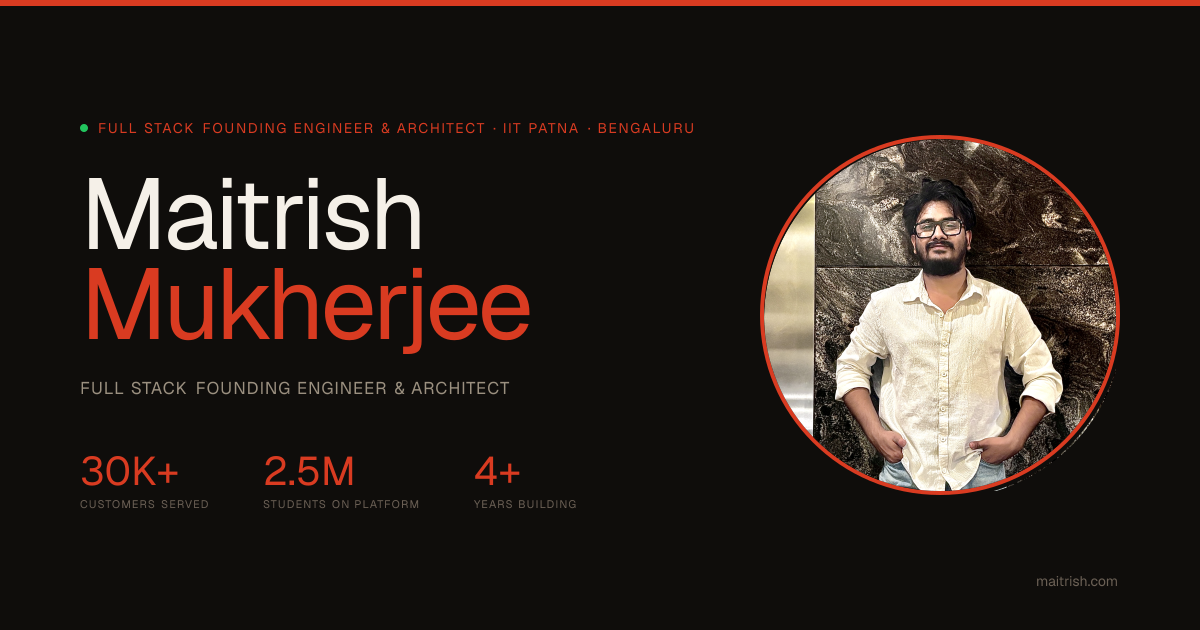 FULL STACK FOUNDING ENGINEER & ARCHITECT · IIT PATNA · BENGALURU
Maitrish
Mukherjee
FULL STACK FOUNDING ENGINEER & ARCHITECT
30K+ 2.5M 4+
CUSTOMERS SERVED STUDENTS ON PLATFORM YEARS BUILDING
maitrish.com